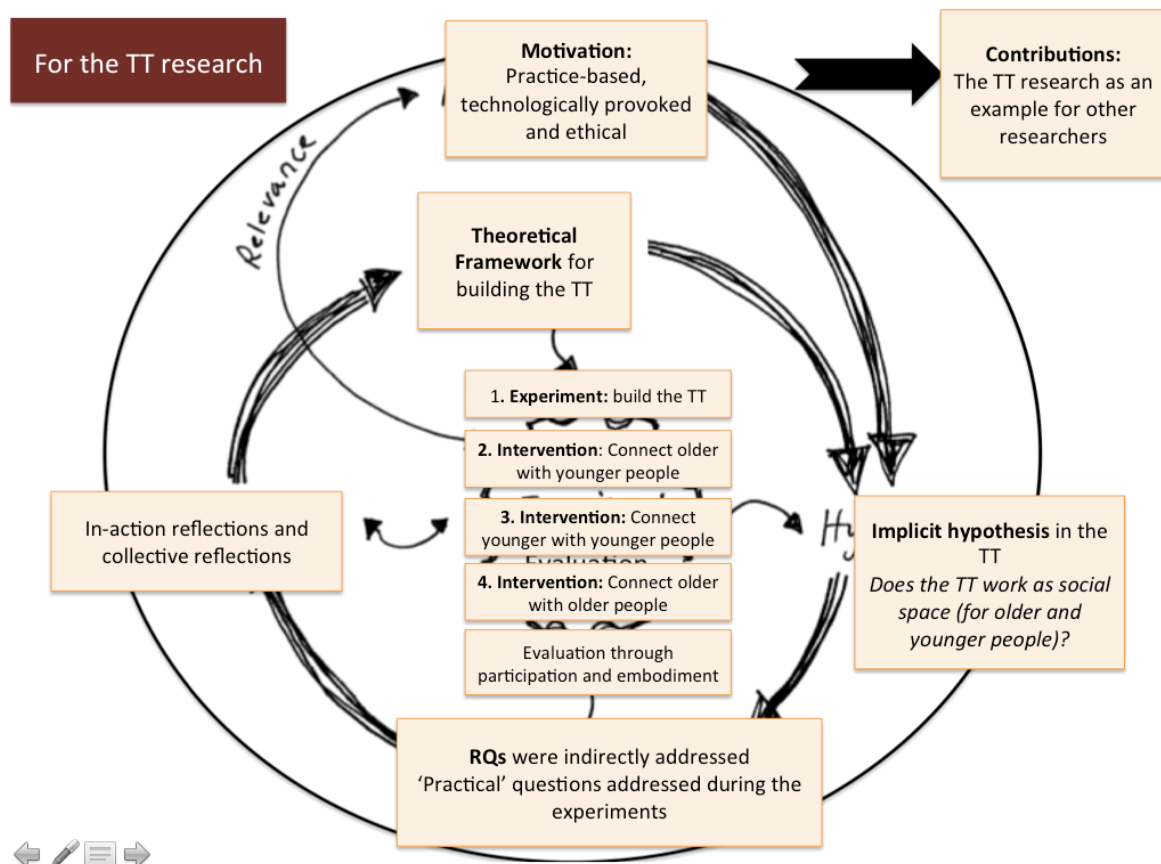 For the TT research
Motivation:
Practice-based,
technologically provoked
and ethical
Contributions:
The TT research as an
example for other
researchers
Relevance
Theoretical
Framework for
building the TT
1. Experiment: build the TT
2. Intervention: Connect older
with younger people
3. Intervention: Connect
younger with younger people
Evaluation
4. Intervention: Connect older
with older people
Evaluation through
participation and embodiment
In-action reflections and
collective reflections
Hy
Implicit hypothesis in the
TT
Does the TT work as social
space (for older and
younger people)?
RQs were indirectly addressed
‘Practical’ questions addressed during the
experiments